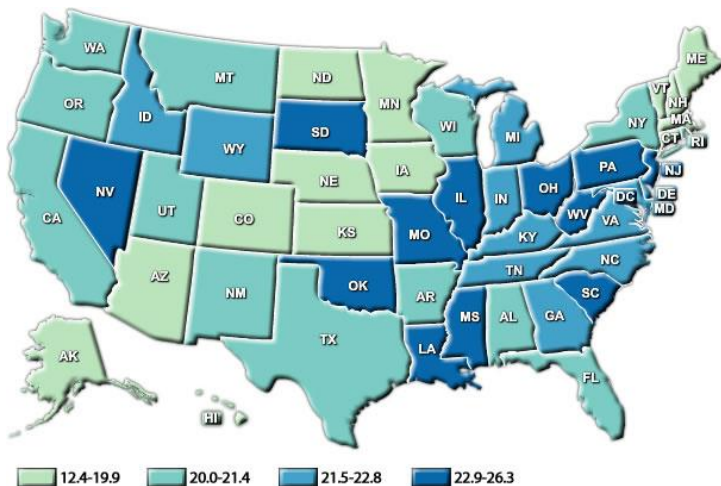 WA
MT
ND
MN
ME
VT
NH
OR
ID
SD
WI
NY
MA
WY
MI
CT
RI
NV
NE
IA
PA
NJ
CA
UT
CO
IL
IN
OH
DE
DC
MD
KS
MO
WV
VA
KY
AZ
NM
OK
TN
NC
AR
SC
TX
MS
AL
GA
LA
AK
FL
HI
12.4-19.9 20.0-21.4 21.5-22.8 22.9-26.3